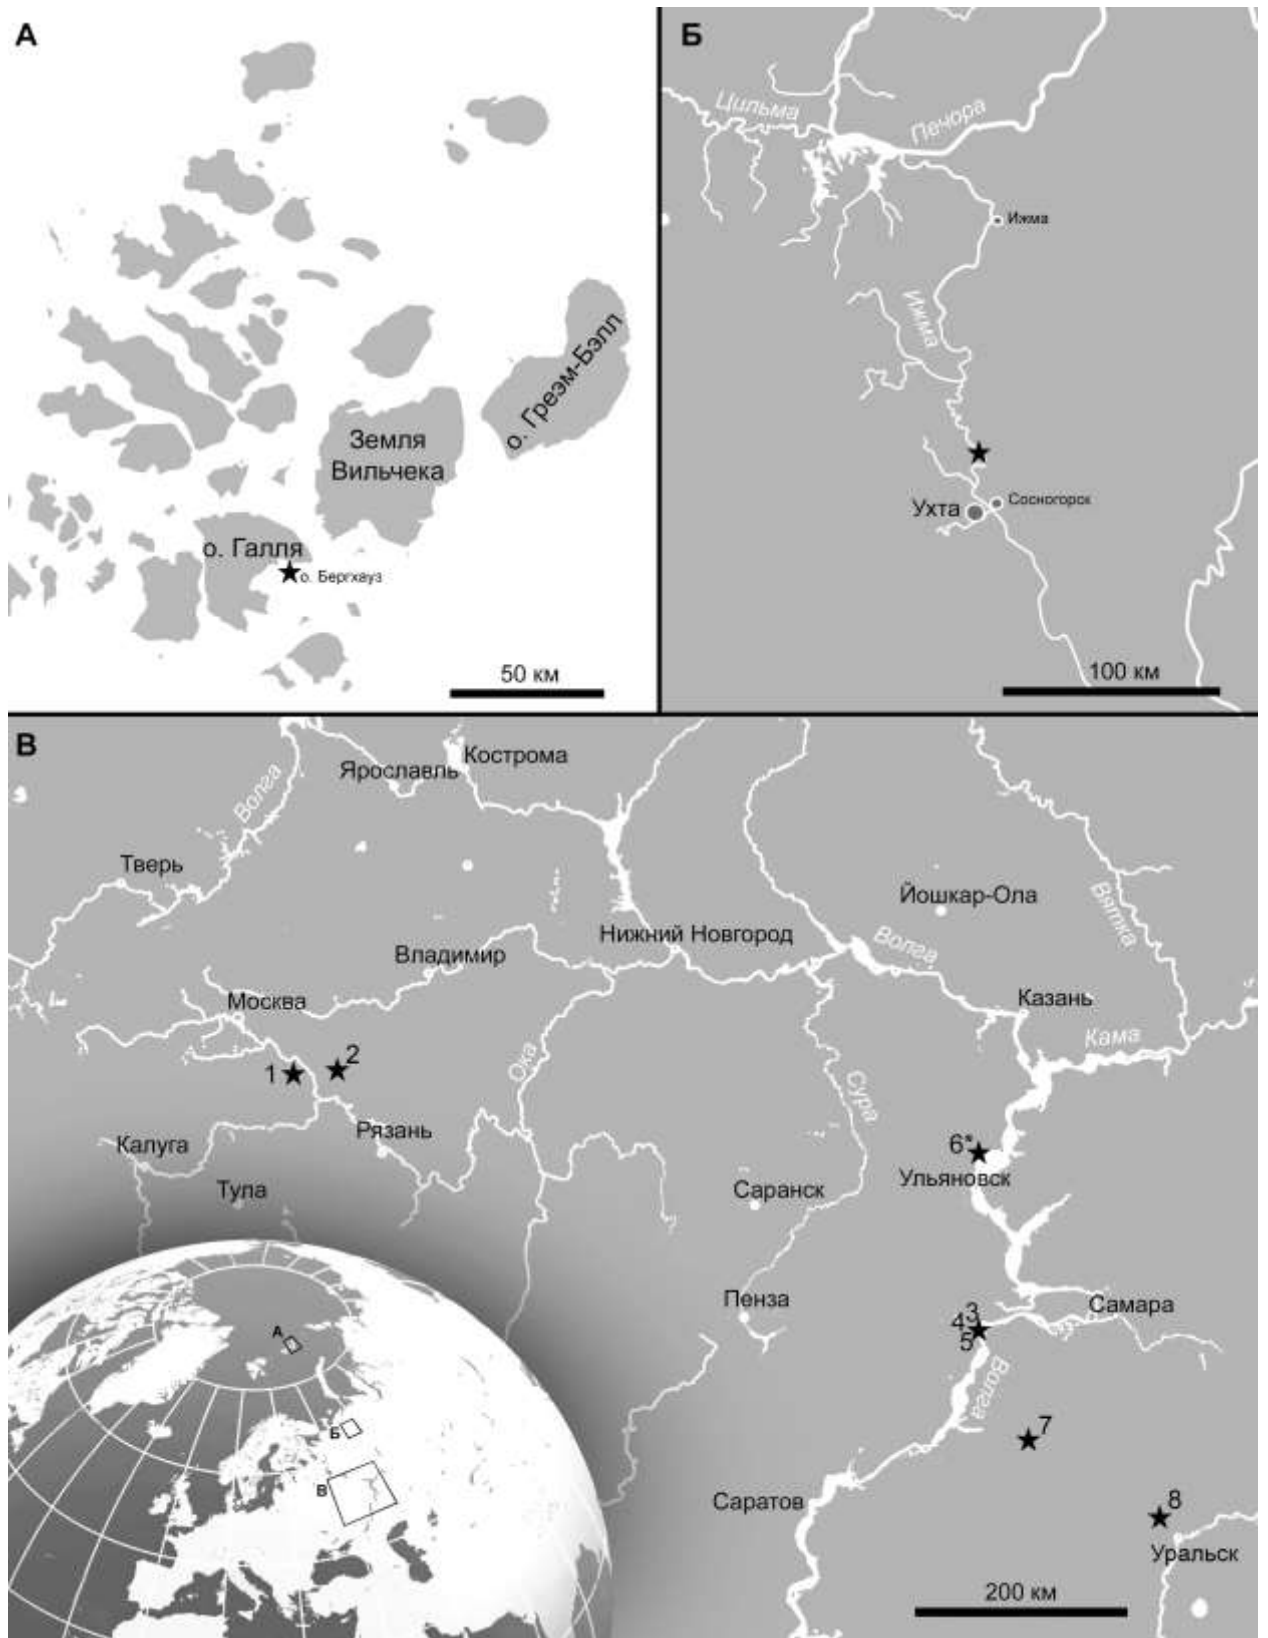 А
Земля
Вильчека
о. Греэм-Бэлл
о. Галля
о. Бергхауз
50 км
Б
Цильма
Печора
Ижма
Ижма
Сосногорск
Ухта
100 км
В
Кострома
Ярославль
Волга
Тверь
Йошкар-Ола
Вятка
Нижний Новгород
Волга
Владимир
Москва
Казань
Кама
1
2
Ока
Сура
Рязань
Калуга
6*
Ульяновск
Тула
Саранск
Пенза
Самара
3
4
5
Волга
А
Б
В
7
Саратов
8
Уральск
200 км